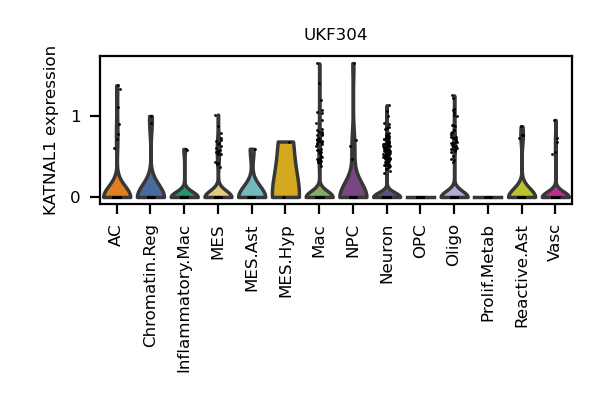 UKF304
KATNAL1 expression
1
0
AC
Chromatin.Reg
Inflammatory.Mac
MES
MES.Ast
MES.Hyp
Mac
NPC
Neuron
OPC
Oligo
Prolif.Metab
Reactive.Ast
Vasc